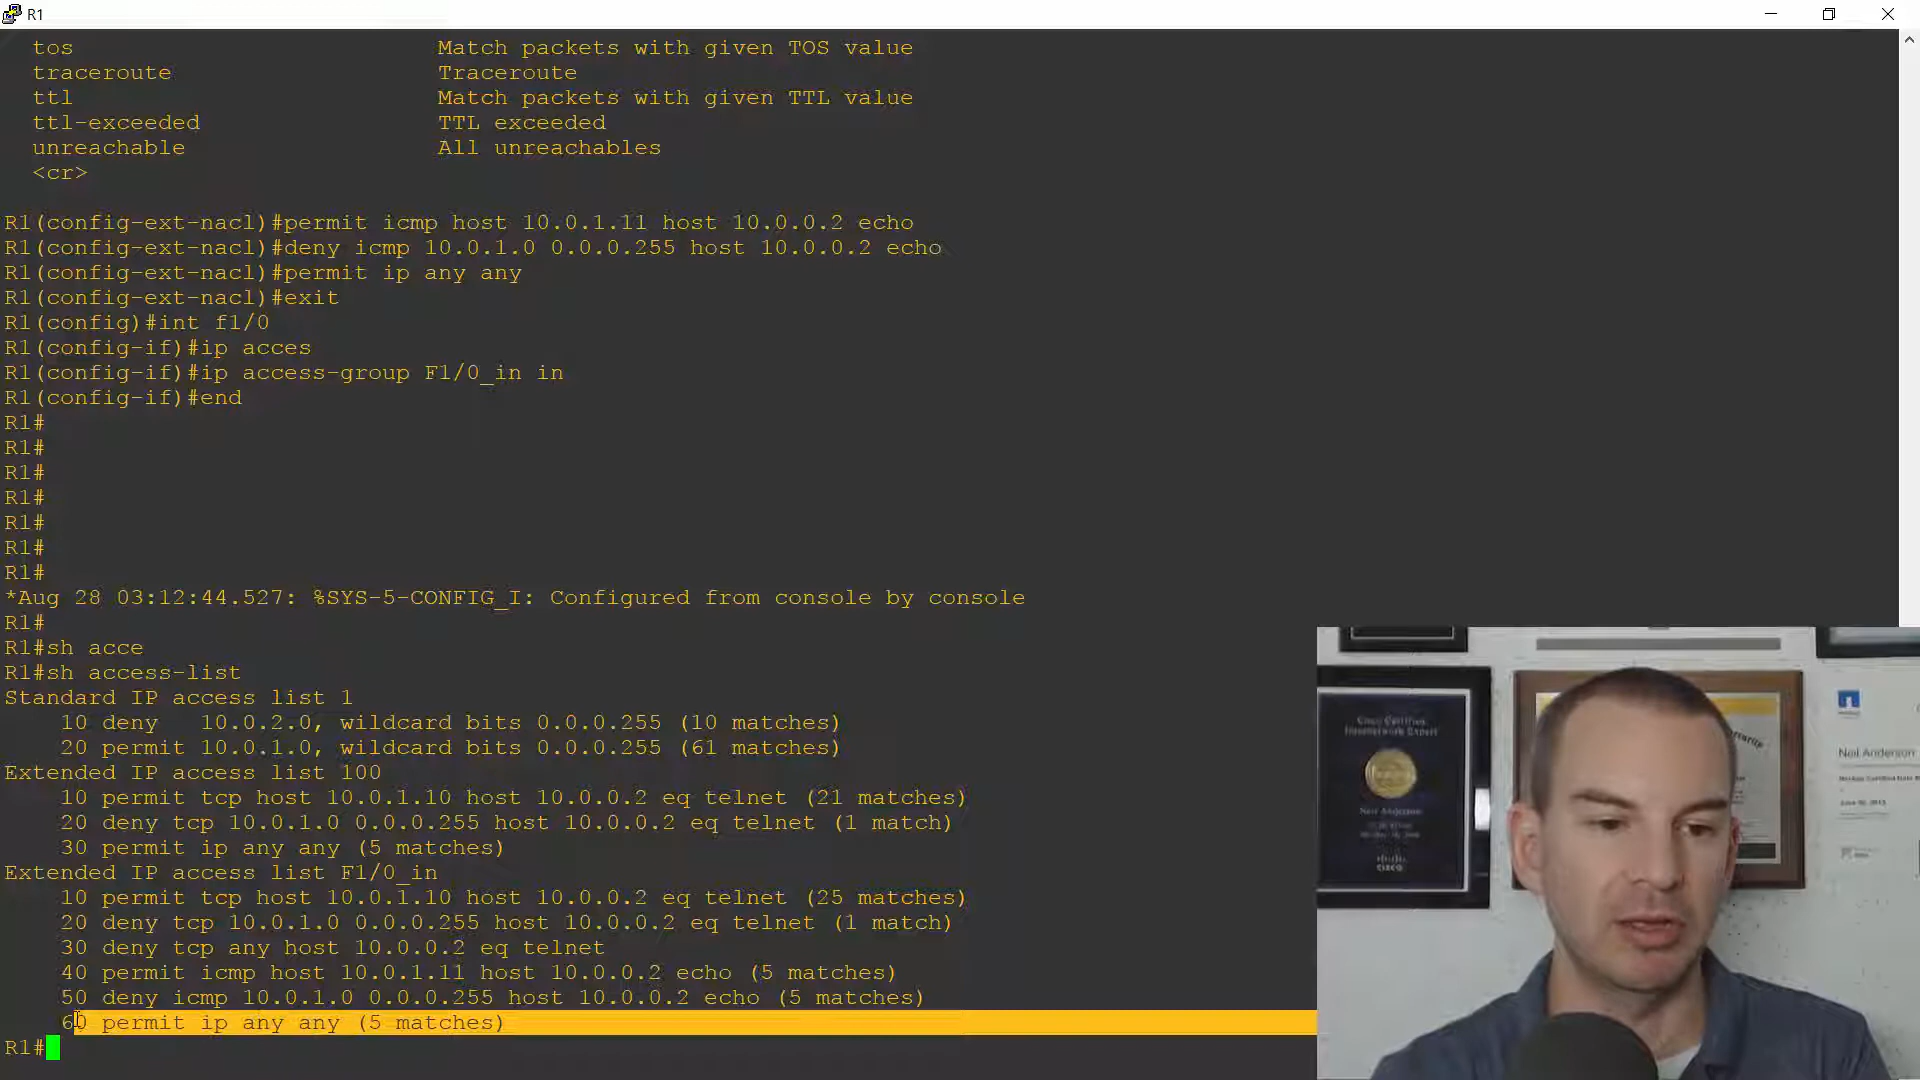 R1
tos Match packets with given TOS value
traceroute Traceroute
ttl Match packets with given TTL value
ttl-exceeded TTL exceeded
unreachable All unreachables
<cr>
R1(config-ext-nacl)#permit icmp host 10.0.1.11 host 10.0.0.2 echo
R1(config-ext-nacl)#deny icmp 10.0.1.0 0.0.0.255 host 10.0.0.2 echo
R1(config-ext-nacl)#permit ip any any
R1(config-ext-nacl)#exit
R1(config)#int f1/0
R1(config-if)#ip acces
R1(config-if)#ip access-group F1/0_in in
R1(config-if)#end
R1#
R1#
R1#
R1#
R1#
R1#
R1#
*Aug 28 03:12:44.527: %SYS-5-CONFIG_I: Configured from console by console
R1#
R1#sh acce
R1#sh access-list
Standard IP access list 1
10 deny 10.0.2.0, wildcard bits 0.0.0.255 (10 matches)
20 permit 10.0.1.0, wildcard bits 0.0.0.255 (61 matches)
Extended IP access list 100
10 permit tcp host 10.0.1.10 host 10.0.0.2 eq telnet (21 matches)
20 deny tcp 10.0.1.0 0.0.0.255 host 10.0.0.2 eq telnet (1 match)
30 permit ip any any (5 matches)
Extended IP access list F1/0_in
10 permit tcp host 10.0.1.10 host 10.0.0.2 eq telnet (25 matches)
20 deny tcp 10.0.1.0 0.0.0.255 host 10.0.0.2 eq telnet (1 match)
30 deny tcp any host 10.0.0.2 eq telnet
40 permit icmp host 10.0.1.11 host 10.0.0.2 echo (5 matches)
50 deny icmp 10.0.1.0 0.0.0.255 host 10.0.0.2 echo (5 matches)
60 permit ip any any (5 matches)
R1#
Neil Anderson